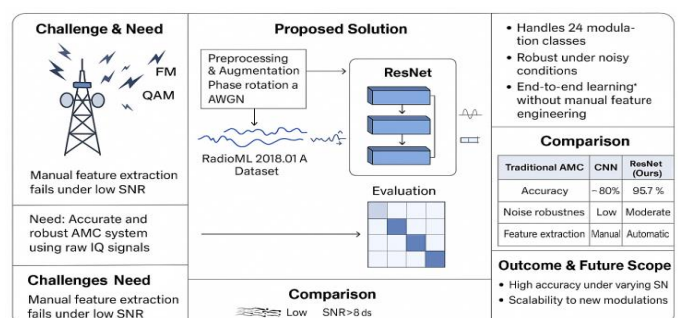 Challenge & Need
FM
QAM
Manual feature extraction
fails under low SNR
Need: Accurate and
robust AMC system
using raw IQ signals
Challenges Need
Manual feature extraction
fails under low SNR
Proposed Solution
Preprocessing
& Augmentation
Phase rotation a
AWGN
RadioML 2018.01 A
Dataset
ResNet
Evaluation
Comparison
Low SNR>8 ds
• Handles 24 modula-
tion classes
• Robust under noisy
conditions
• End-to-end learning*
without manual feature
engineering
Comparison
Traditional AMC CNN ResNet (Ours)
Accuracy ~80% 95.7 %
Noise robustnes Low Moderate
Feature extraction Manual Automatic
Outcome & Future Scope
• High accuracy under varying SN
• Scalability to new modulations